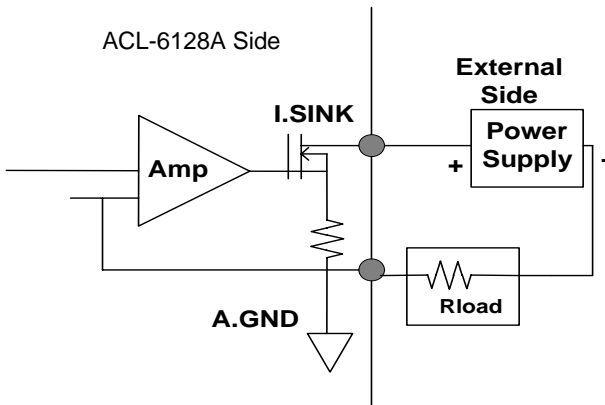 ACL-6128A Side
External
Side
I.SINK
Power
Supply
Amp
+
-
Rload
A.GND